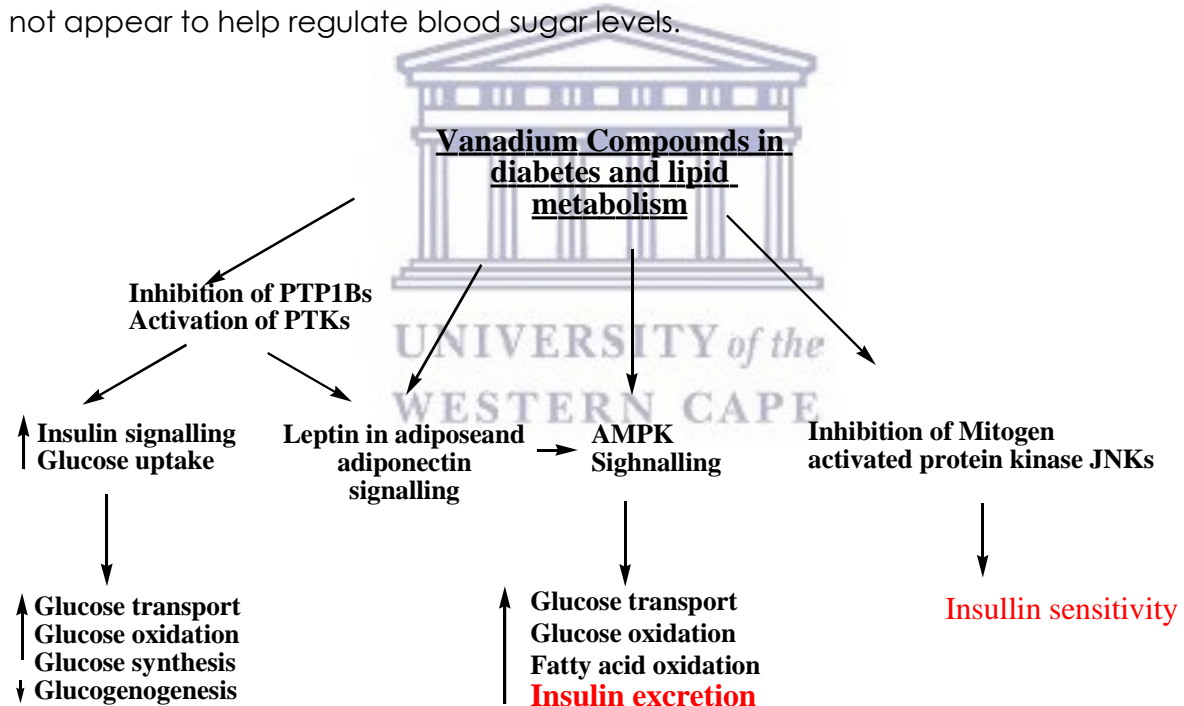 not appear to help regulate blood sugar levels.
Vanadium Compounds in
diabetes and lipid
metabolism
Inhibition of PTP1Bs
Activation of PTKs
UNIVERSITY of the
WESTERN CAPE
Insulin signalling
Glucose uptake
Leptin in adiposeand
adiponectin
signalling
AMPK
Sighnalling
Inhibition of Mitogen
activated protein kinase JNKs
Glucose transport
Glucose oxidation
Glucose synthesis
Glucogenogenesis
Glucose transport
Glucose oxidation
Fatty acid oxidation
Insulin excretion
Insullin sensitivity